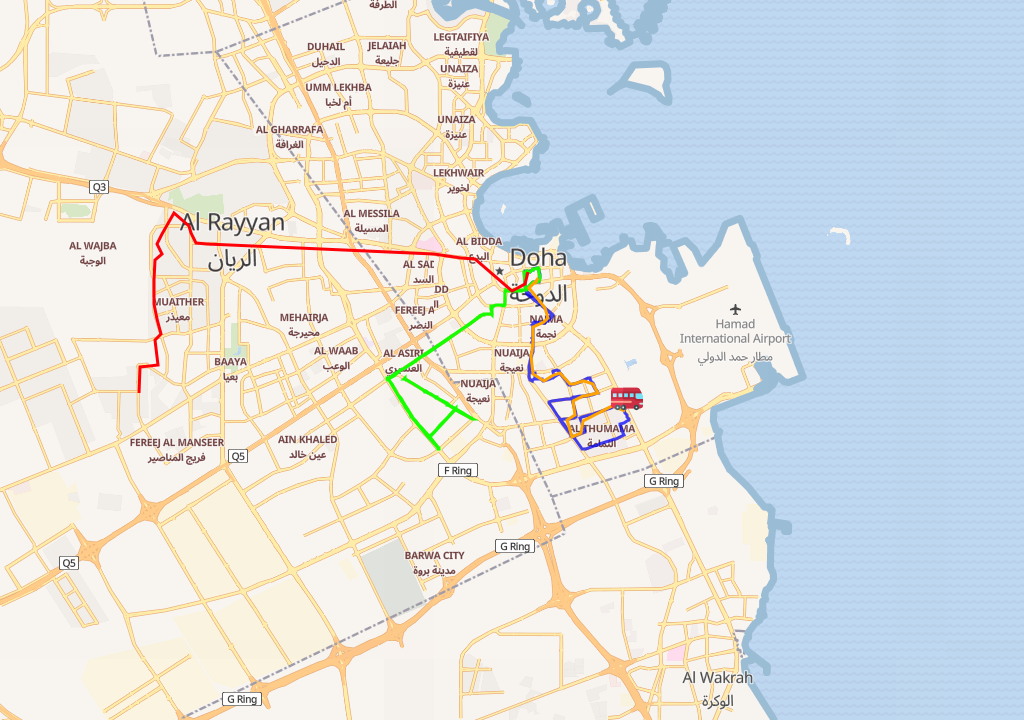 الطرفة
LEGTAIFIYA
لقطيفية
DUHAIL
الدحيل
JELAIAH
جليعة
UNAIZA
عنيزة
UMM LEKHBA
أم لخبا
UNAIZA
عنيزة
AL GHARRAFA
الغرافة
LEKHWAIR
لخوير
Q3
AL MESSILA
المسيلة
Al Rayyan
الريان
AL WAJBA
الوجبة
AL BIDDA
البدع
Doha
الدوحة
AL SAD
السد
DD
ال
MUAITHER
معيذر
FEREEJ A
النصر
MEHAIRJA
محيرجة
NAJMA
نجمة
Hamad
International Airport
مطار حمد الدولي
AL WAAB
الوعب
AL ASIRI
العسيري
NUAIJA
نعيجة
BAAYA
بعيا
NUAIJA
نعيجة
AL THUMAMA
الثمامة
FEREEJ AL MANSEER
فريج المناصير
AIN KHALED
عين خالد
Q5
F Ring
G Ring
G Ring
BARWA CITY
مدينة بروة
Q5
Al Wakrah
الوكرة
G Ring